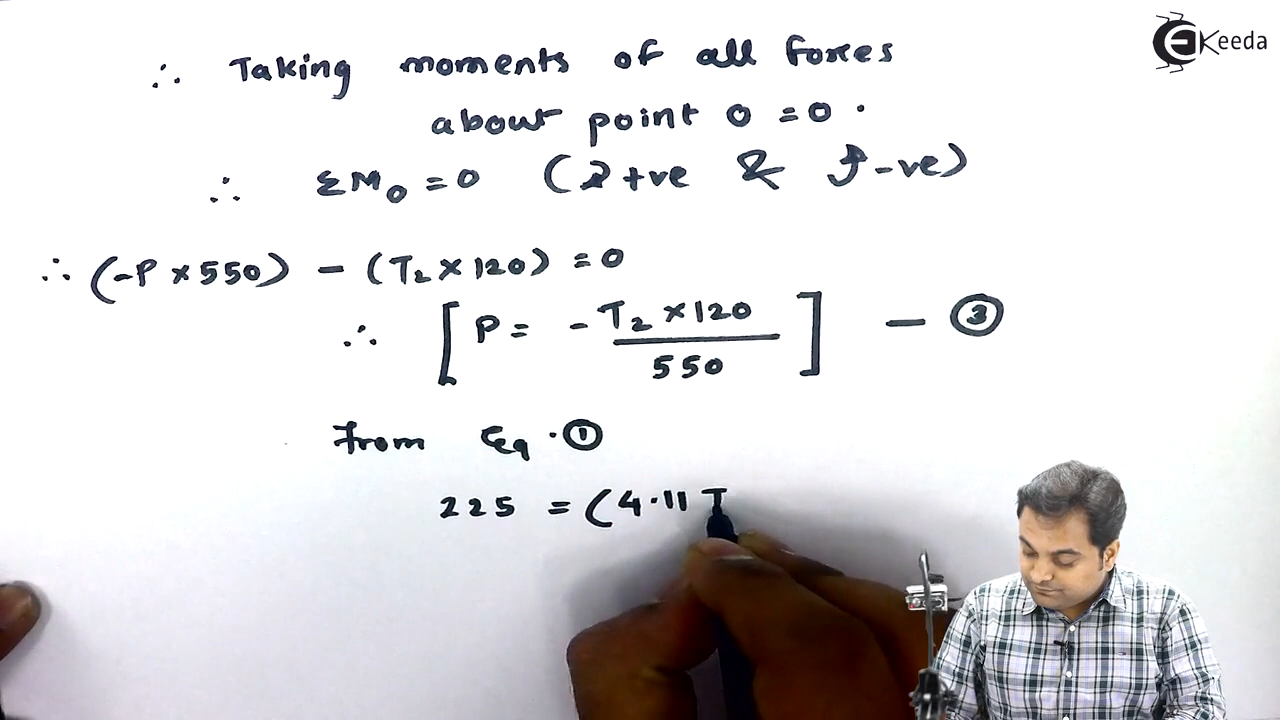 Keeda
∴ Taking moments of all forces
about point O = 0.
∴ ΣM₀ = 0 (↻ +ve & ↺ -ve)
∴ (-P × 550) - (T₂ × 120) = 0
∴ [ P = - T₂ × 120 / 550 ] — ③
from Eq. ①
225 = (4.11 T